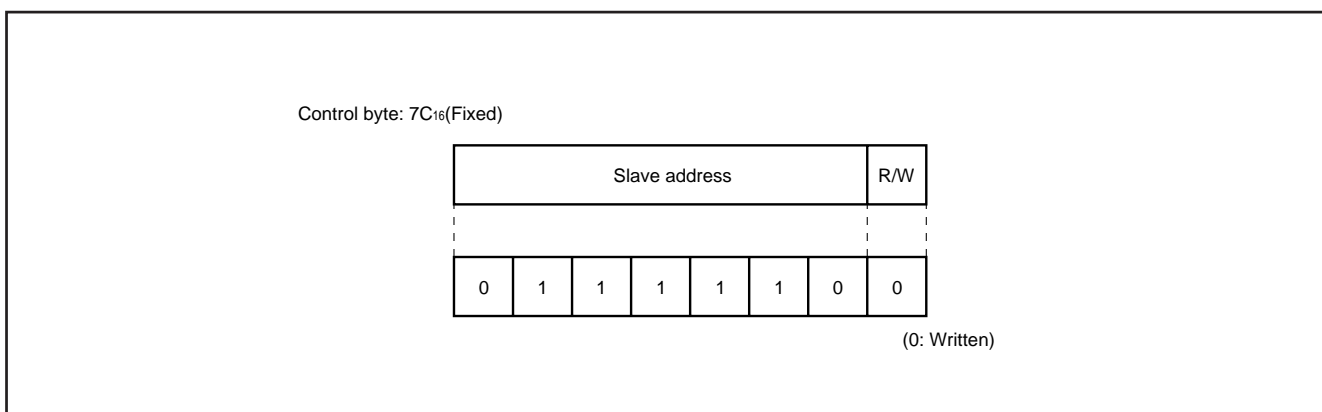 Control byte: 7C16(Fixed)
Slave address R/W
0 1 1 1 1 1 0 0
(0: Written)